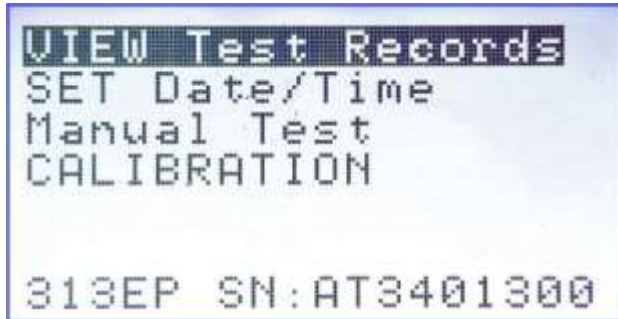 VIEW Test Records
SET Date/Time
Manual Test
CALIBRATION
313EP SN:AT3401300